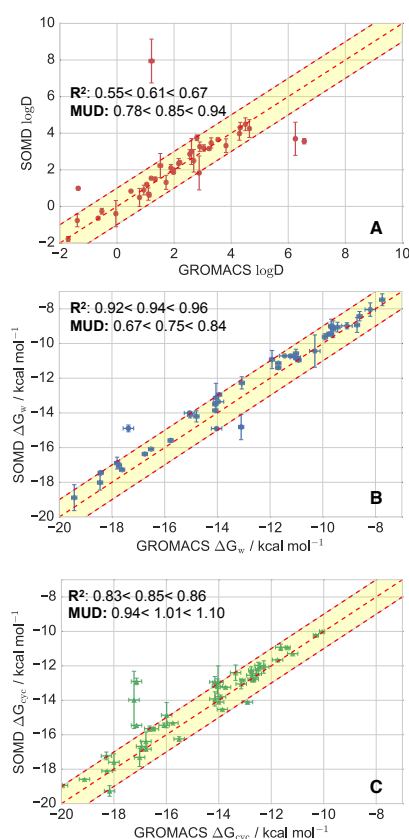 10
8
6
4
2
0
−2
SOMD logD
R²: 0.55< 0.61< 0.67
MUD: 0.78< 0.85< 0.94
A
−2 0 2 4 6 8 10
GROMACS logD
−8
−10
−12
−14
−16
−18
−20
SOMD ΔG_w / kcal mol⁻¹
R²: 0.92< 0.94< 0.96
MUD: 0.67< 0.75< 0.84
B
−20 −18 −16 −14 −12 −10 −8
GROMACS ΔG_w / kcal mol⁻¹
−8
−10
−12
−14
−16
−18
−20
SOMD ΔG_cyc / kcal mol⁻¹
R²: 0.83< 0.85< 0.86
MUD: 0.94< 1.01< 1.10
C
−20 −18 −16 −14 −12 −10 −8
GROMACS ΔG_cyc / kcal mol⁻¹